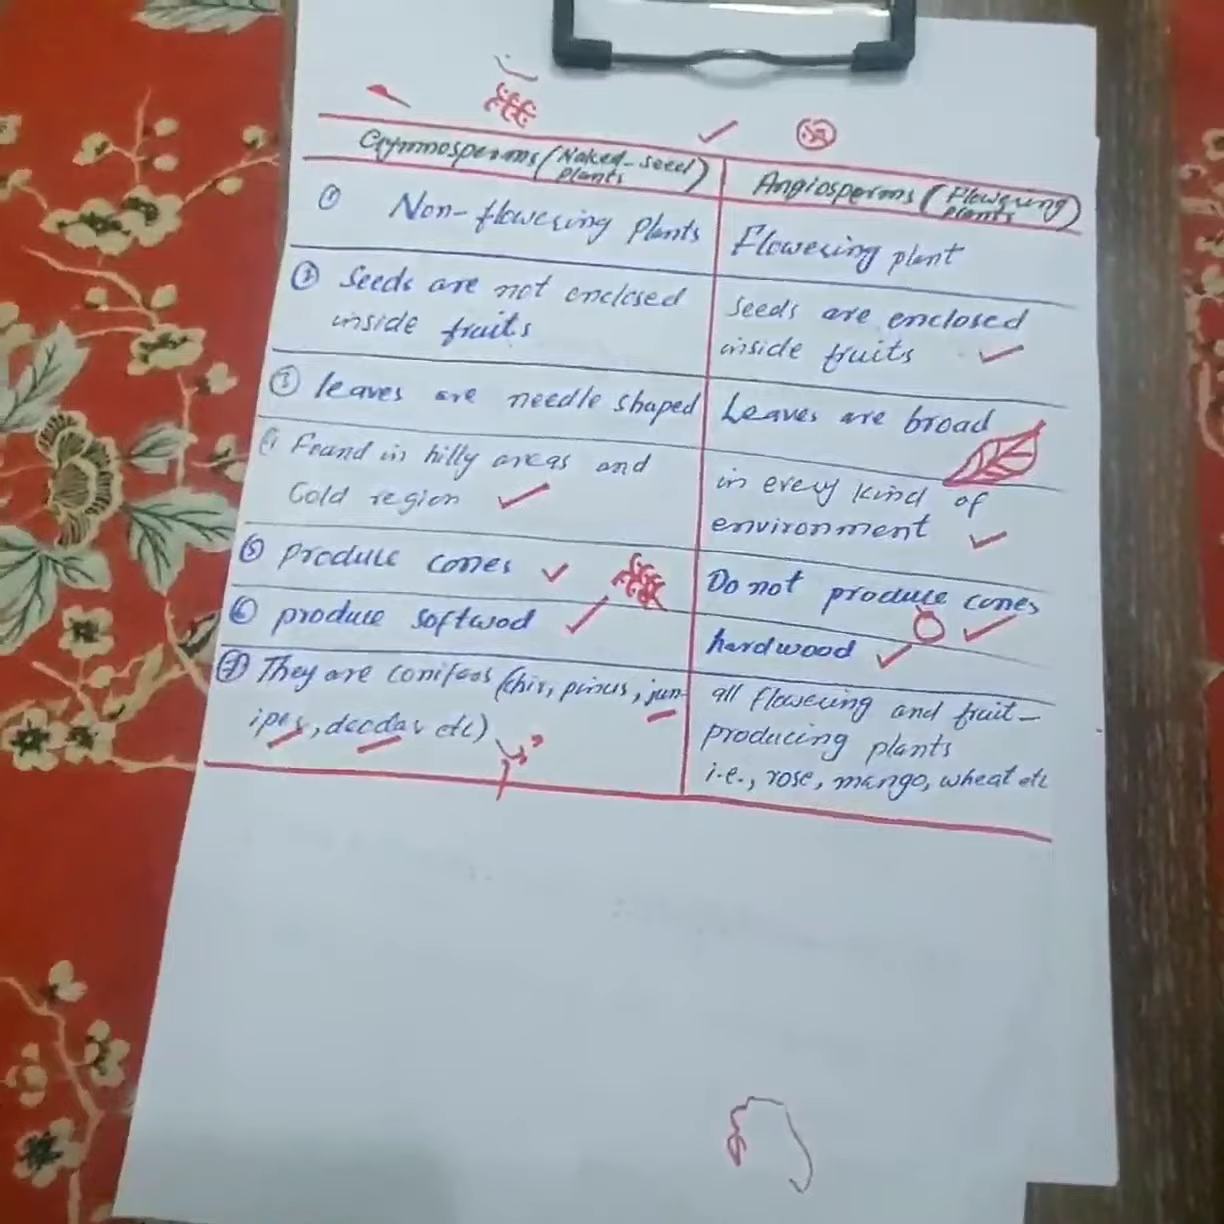 Gymnosperms (Naked-seed plants)
Angiosperms (Flowering plants)
① Non-flowering plants
Flowering plant
② Seeds are not enclosed
inside fruits
Seeds are enclosed
inside fruits
③ leaves are needle shaped
Leaves are broad
④ Found in hilly areas and
Cold region
in every kind of
environment
⑤ produce cones
Do not produce cones
⑥ produce softwod
hardwood
⑦ They are conifers (chir, pinus, jun-
iper, deodar etc)
all flowering and fruit-
producing plants
i.e., rose, mango, wheat etc